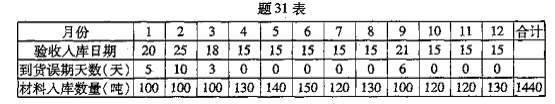 题31表
月份 1 2 3 4 5 6 7 8 9 10 11 12 合计
验收入库日期 20 25 18 15 15 15 15 15 21 15 15 15
到货误期天数(天) 5 10 3 0 0 0 0 0 6 0 0 0
材料入库数量(吨) 100 100 100 130 140 150 120 130 100 120 120 130 1440